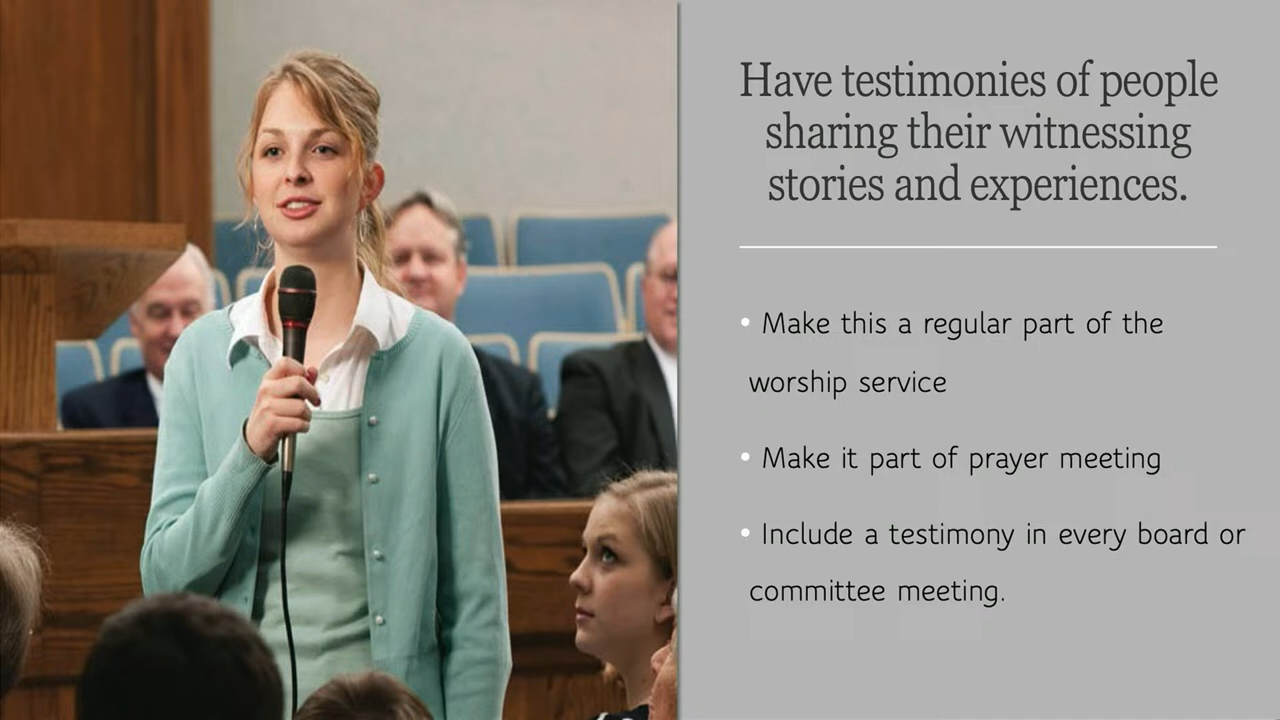 Have testimonies of people
sharing their witnessing
stories and experiences.
• Make this a regular part of the
worship service
• Make it part of prayer meeting
• Include a testimony in every board or
committee meeting.